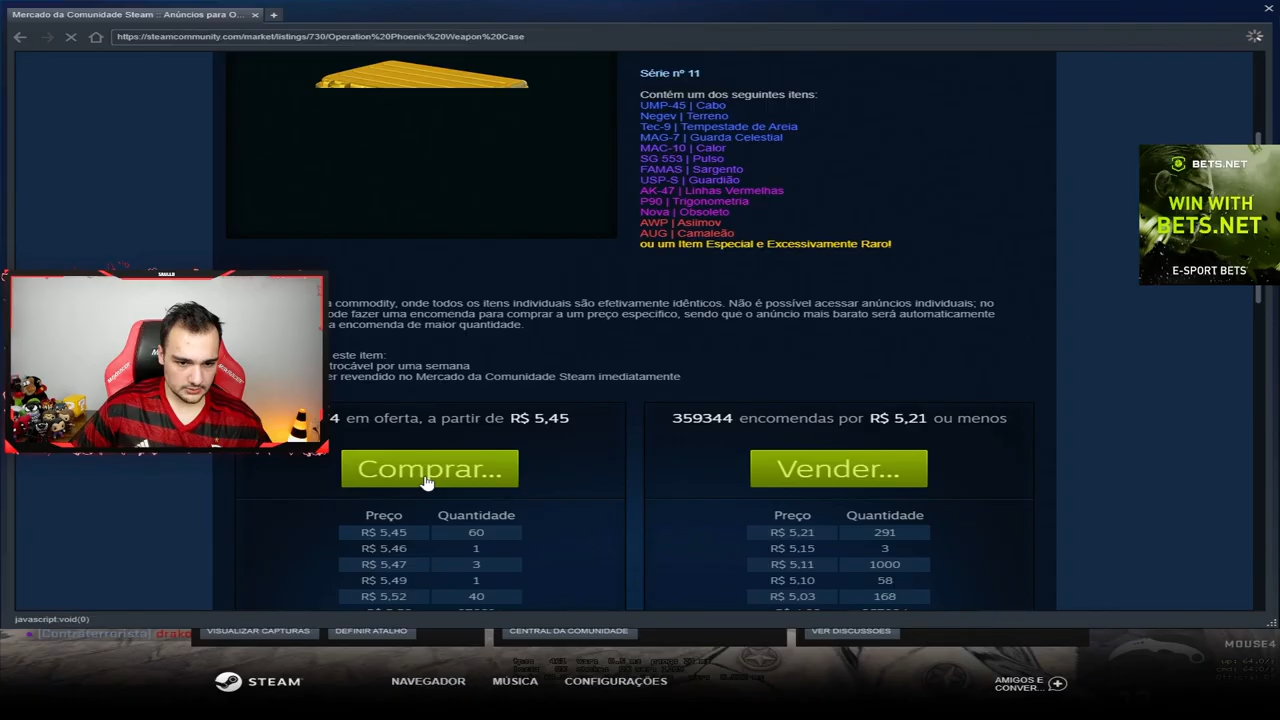 Mercado da Comunidade Steam :: Anúncios para O...
https://steamcommunity.com/market/listings/730/Operation%20Phoenix%20Weapon%20Case
Série nº 11
Contém um dos seguintes itens:
UMP-45 | Cabo
Negev | Terreno
Tec-9 | Tempestade de Areia
MAG-7 | Guarda Celestial
MAC-10 | Calor
SG 553 | Pulso
FAMAS | Sargento
USP-S | Guardião
AK-47 | Linhas Vermelhas
P90 | Trigonometria
Nova | Obsoleto
AWP | Asiimov
AUG | Camaleão
ou um Item Especial e Excessivamente Raro!
BETS.NET
WIN WITH
BETS.NET
E-SPORT BETS
SAULLO
a commodity, onde todos os itens individuais são efetivamente idênticos. Não é possível acessar anúncios individuais; no
ode fazer uma encomenda para comprar a um preço específico, sendo que o anúncio mais barato será automaticamente
a encomenda de maior quantidade.
este item:
trocável por uma semana
er revendido no Mercado da Comunidade Steam imediatamente
4 em oferta, a partir de R$ 5,45
359344 encomendas por R$ 5,21 ou menos
Comprar...
Vender...
Preço Quantidade
R$ 5,45 60
R$ 5,46 1
R$ 5,47 3
R$ 5,49 1
R$ 5,52 40
Preço Quantidade
R$ 5,21 291
R$ 5,15 3
R$ 5,11 1000
R$ 5,10 58
R$ 5,03 168
javascript:void(0)
[Contraterrorista] drako
VISUALIZAR CAPTURAS
DEFINIR ATALHO
CENTRAL DA COMUNIDADE
VER DISCUSSÕES
MOUSE4
STEAM
NAVEGADOR
MÚSICA
CONFIGURAÇÕES
AMIGOS E
CONVER...